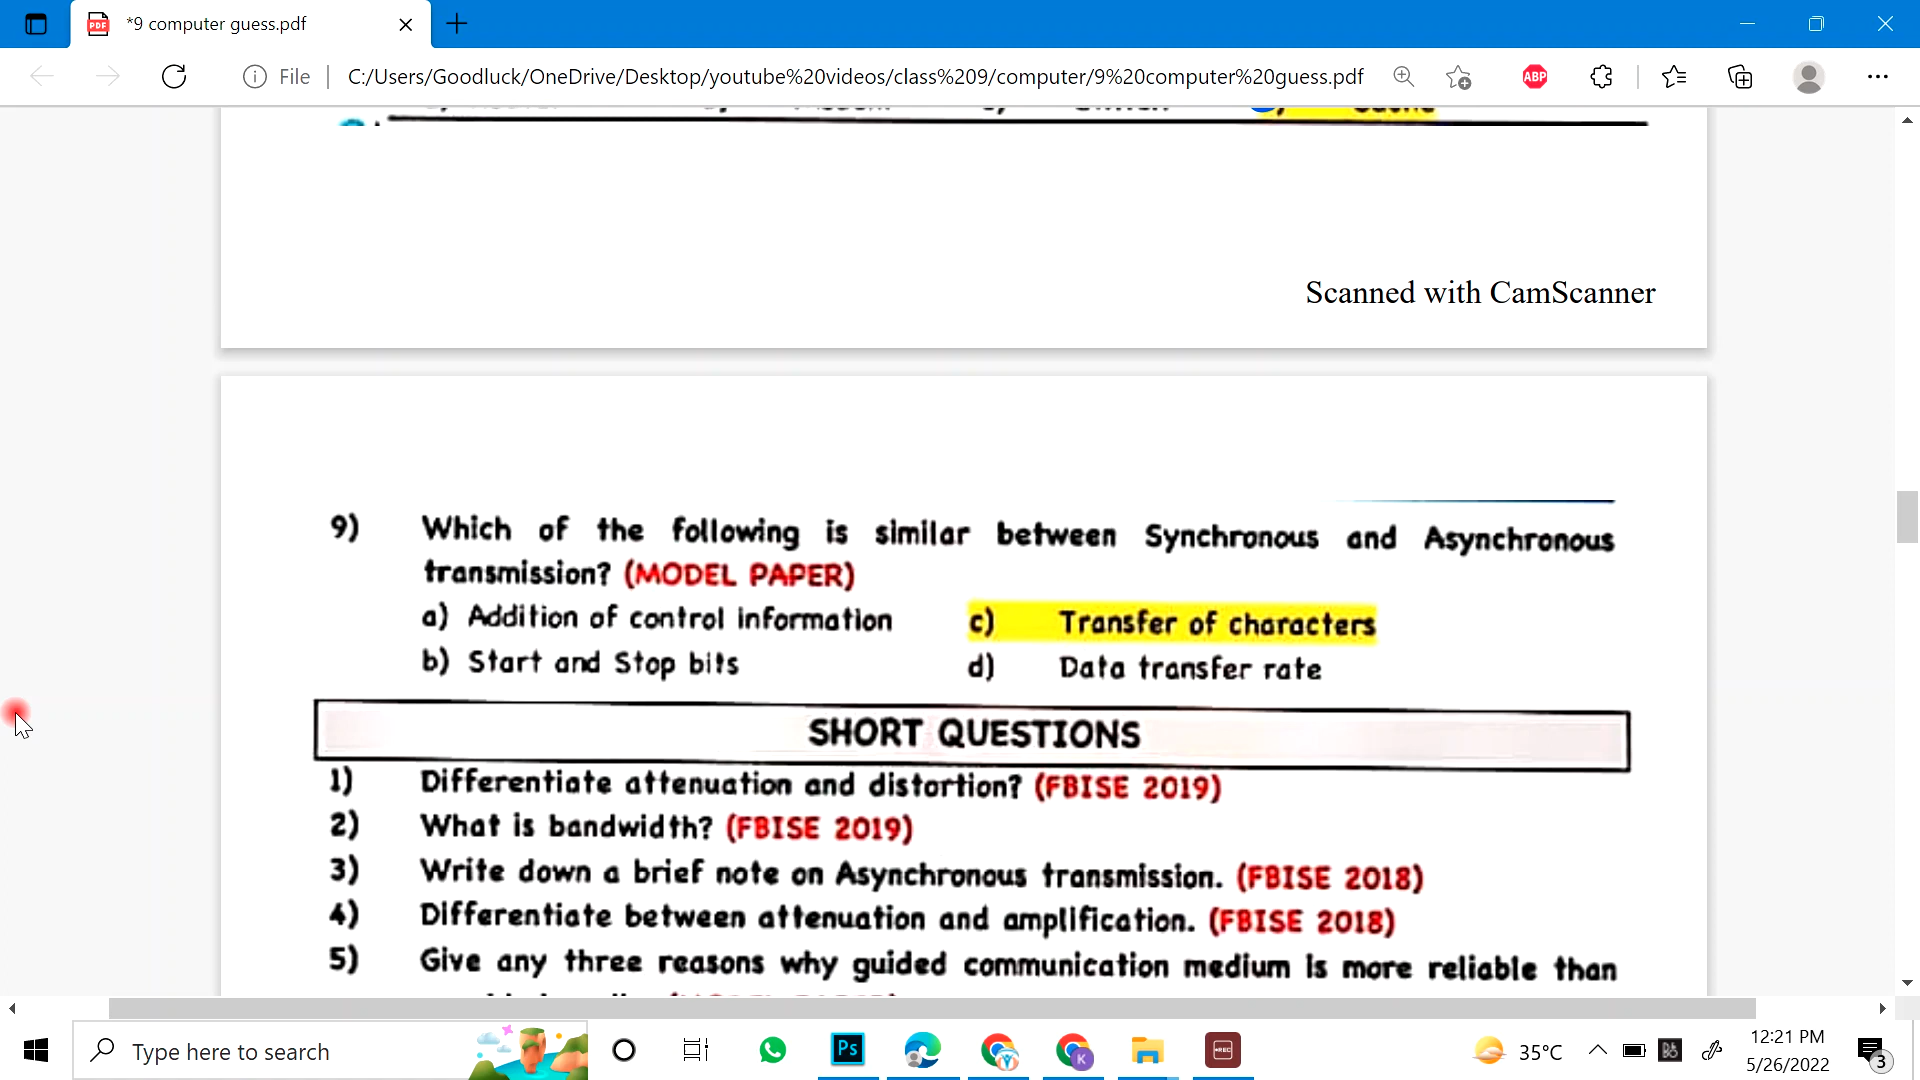 *9 computer guess.pdf
File
C:/Users/Goodluck/OneDrive/Desktop/youtube%20videos/class%209/computer/9%20computer%20guess.pdf
ABP
Scanned with CamScanner
9) Which of the following is similar between Synchronous and Asynchronous
transmission? (MODEL PAPER)
a) Addition of control information c) Transfer of characters
b) Start and Stop bits d) Data transfer rate
SHORT QUESTIONS
1) Differentiate attenuation and distortion? (FBISE 2019)
2) What is bandwidth? (FBISE 2019)
3) Write down a brief note on Asynchronous transmission. (FBISE 2018)
4) Differentiate between attenuation and amplification. (FBISE 2018)
5) Give any three reasons why guided communication medium is more reliable than
Type here to search
Ps
K
REC
35°C
12:21 PM
5/26/2022
3